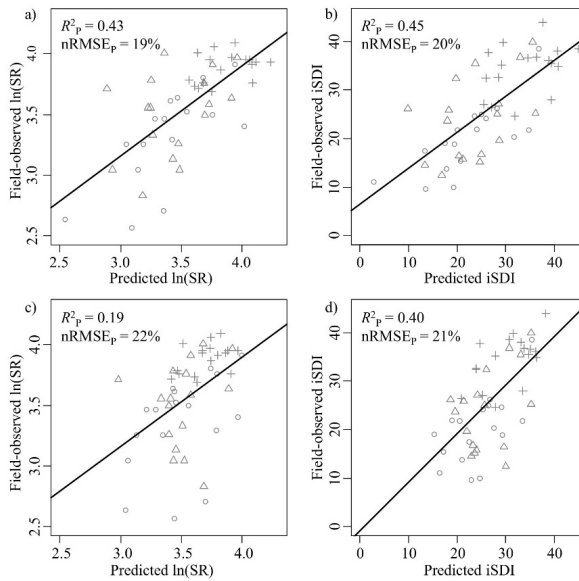 a)
R²P = 0.43
nRMSEP = 19%
Field-observed ln(SR)
4.0
3.5
3.0
2.5
2.5 3.0 3.5 4.0
Predicted ln(SR)
b)
R²P = 0.45
nRMSEP = 20%
Field-observed iSDI
40
30
20
10
0
0 10 20 30 40
Predicted iSDI
c)
R²P = 0.19
nRMSEP = 22%
Field-observed ln(SR)
4.0
3.5
3.0
2.5
2.5 3.0 3.5 4.0
Predicted ln(SR)
d)
R²P = 0.40
nRMSEP = 21%
Field-observed iSDI
40
30
20
10
0
0 10 20 30 40
Predicted iSDI